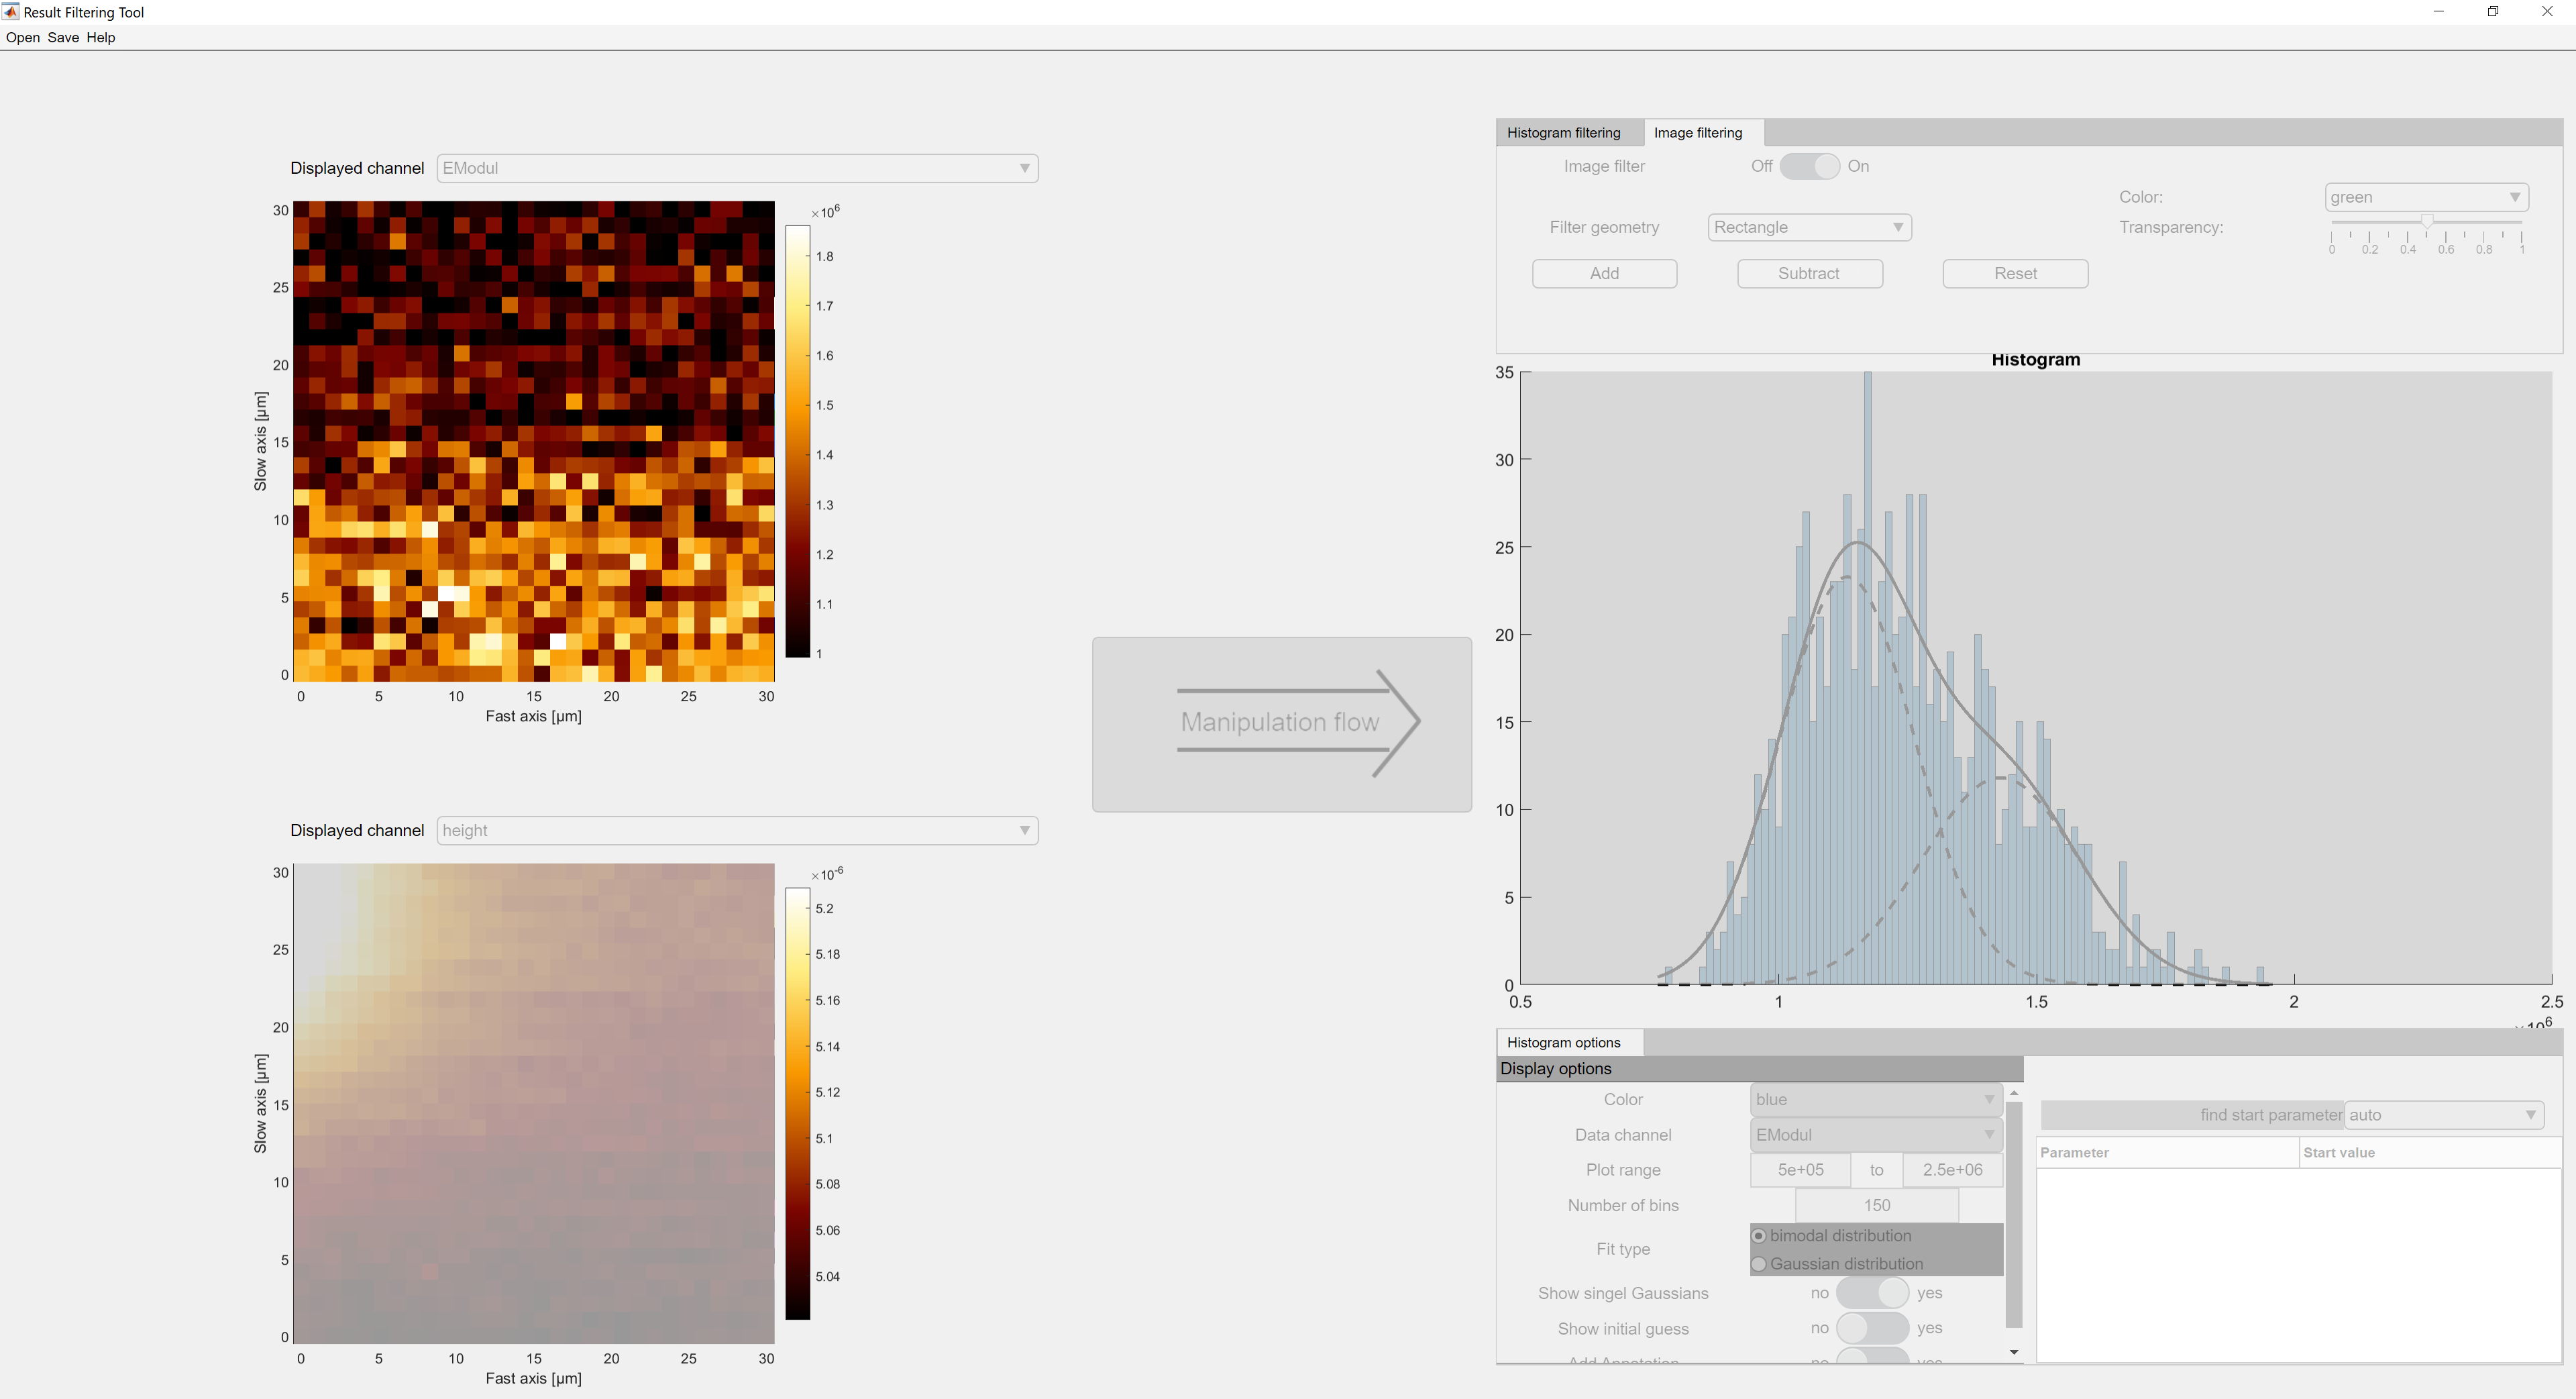 Result Filtering Tool
Open Save Help
Displayed channel EModul
×10^6
30
25
20
15
10
5
0
Slow axis [µm]
1.8
1.7
1.6
1.5
1.4
1.3
1.2
1.1
1
0 5 10 15 20 25 30
Fast axis [µm]
Displayed channel height
×10^-6
30
25
20
15
10
5
0
Slow axis [µm]
5.2
5.18
5.16
5.14
5.12
5.1
5.08
5.06
5.04
0 5 10 15 20 25 30
Fast axis [µm]
Manipulation flow
Histogram filtering Image filtering
Image filter Off On
Color: green
Filter geometry Rectangle
Transparency:
0 0.2 0.4 0.6 0.8 1
Add Subtract Reset
Histogram
35
30
25
20
15
10
5
0
0.5 1 1.5 2 2.5
×10^6
Histogram options
Display options
Color blue
Data channel EModul
Plot range 5e+05 to 2.5e+06
Number of bins 150
Fit type
bimodal distribution
Gaussian distribution
Show singel Gaussians no yes
Show initial guess no yes
Add Annotation no yes
find start parameter auto
Parameter Start value